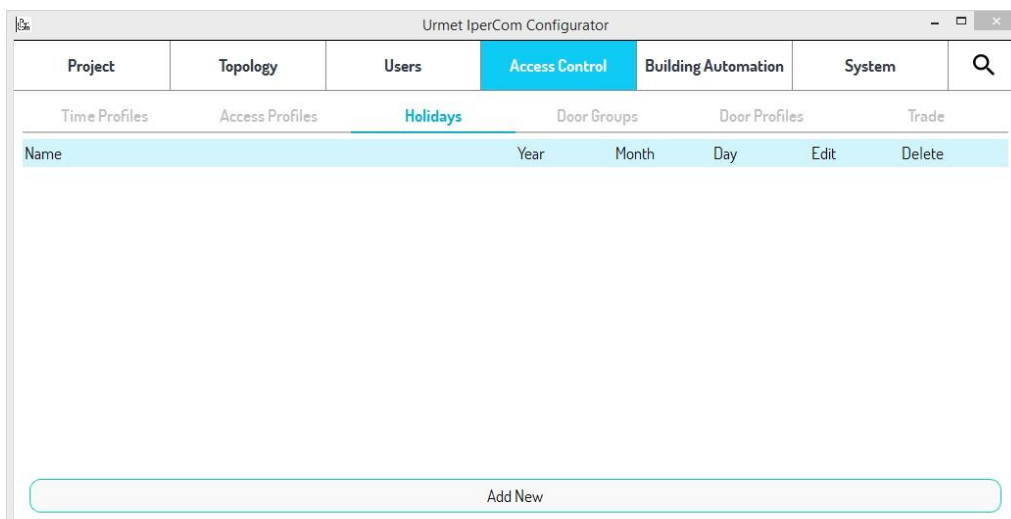 Urmet IperCom Configurator
Project Topology Users Access Control Building Automation System
Time Profiles Access Profiles Holidays Door Groups Door Profiles Trade
Name Year Month Day Edit Delete
Add New